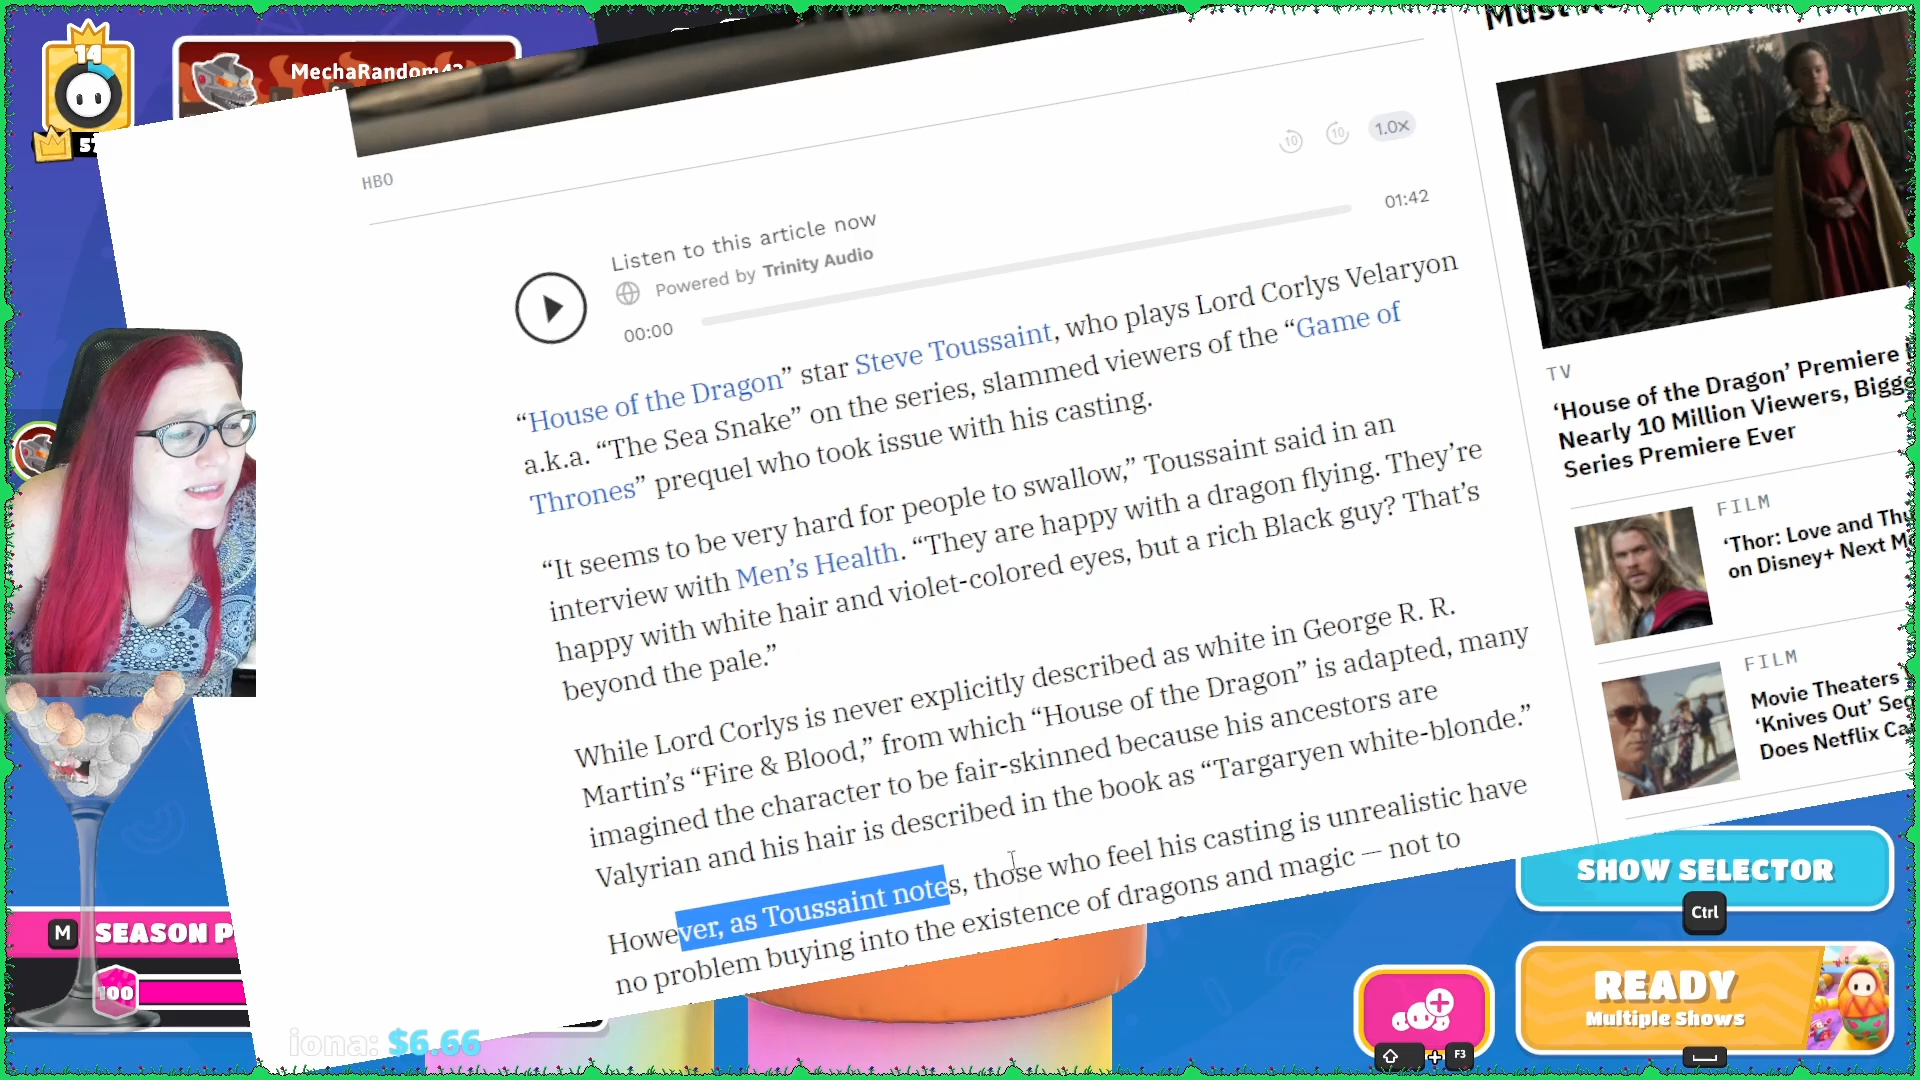 14
MechaRandom42
57
HBO
10
10
1.0x
Listen to this article now
Powered by Trinity Audio
00:00
01:42
“House of the Dragon” star Steve Toussaint, who plays Lord Corlys Velaryon
a.k.a. “The Sea Snake” on the series, slammed viewers of the “Game of
Thrones” prequel who took issue with his casting.
“It seems to be very hard for people to swallow,” Toussaint said in an
interview with Men’s Health. “They are happy with a dragon flying. They’re
happy with white hair and violet-colored eyes, but a rich Black guy? That’s
beyond the pale.”
While Lord Corlys is never explicitly described as white in George R. R.
Martin’s “Fire & Blood,” from which “House of the Dragon” is adapted, many
imagined the character to be fair-skinned because his ancestors are
Valyrian and his hair is described in the book as “Targaryen white-blonde.”
However, as Toussaint notes, those who feel his casting is unrealistic have
no problem buying into the existence of dragons and magic — not to
Must
TV
‘House of the Dragon’ Premiere
Nearly 10 Million Viewers, Bigge
Series Premiere Ever
FILM
‘Thor: Love and Thu
on Disney+ Next M
FILM
Movie Theaters
‘Knives Out’ Seq
Does Netflix Ca
SHOW SELECTOR
Ctrl
READY
Multiple Shows
F3
M
SEASON P
100
iona: $6.66